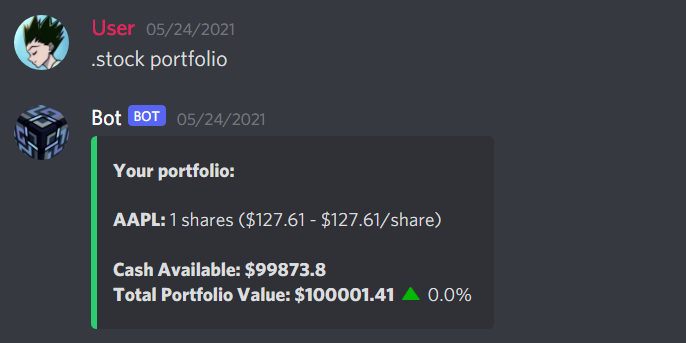 User 05/24/2021
.stock portfolio
Bot BOT 05/24/2021
Your portfolio:
AAPL: 1 shares ($127.61 - $127.61/share)
Cash Available: $99873.8
Total Portfolio Value: $100001.41 ▲ 0.0%